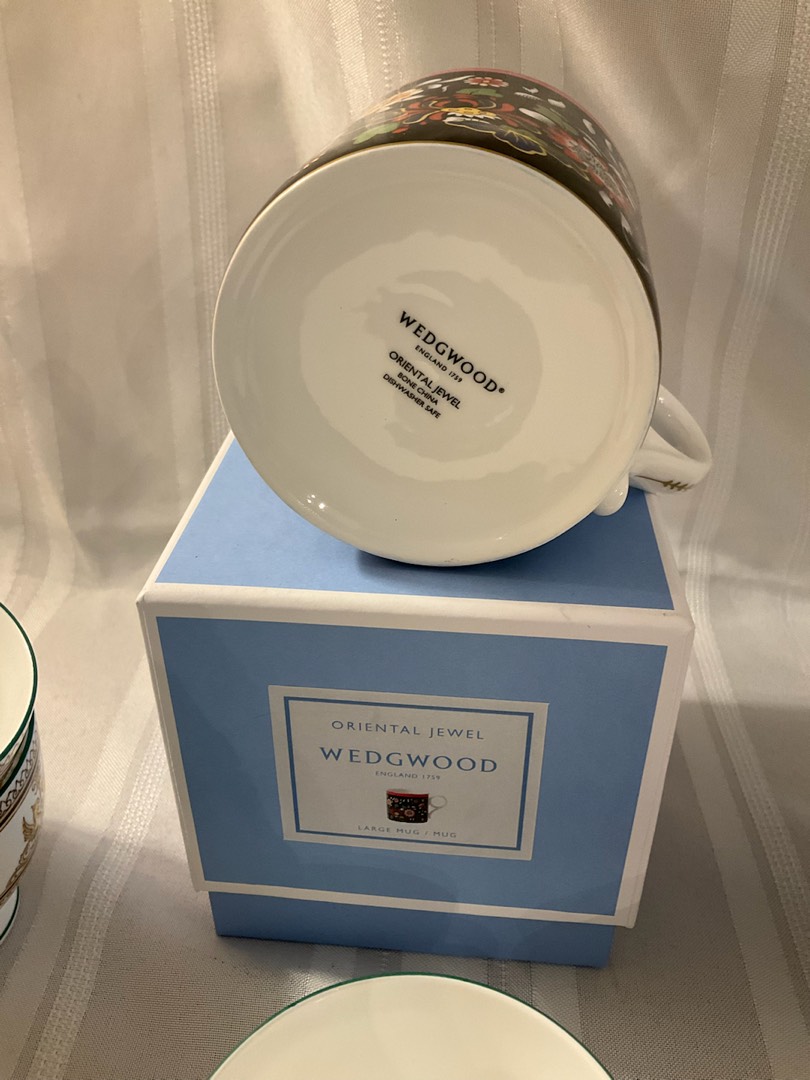 WEDGWOOD®
ENGLAND 1759
ORIENTAL JEWEL
BONE CHINA
DISHWASHER SAFE
ORIENTAL JEWEL
WEDGWOOD
ENGLAND 1759
LARGE MUG / MUG